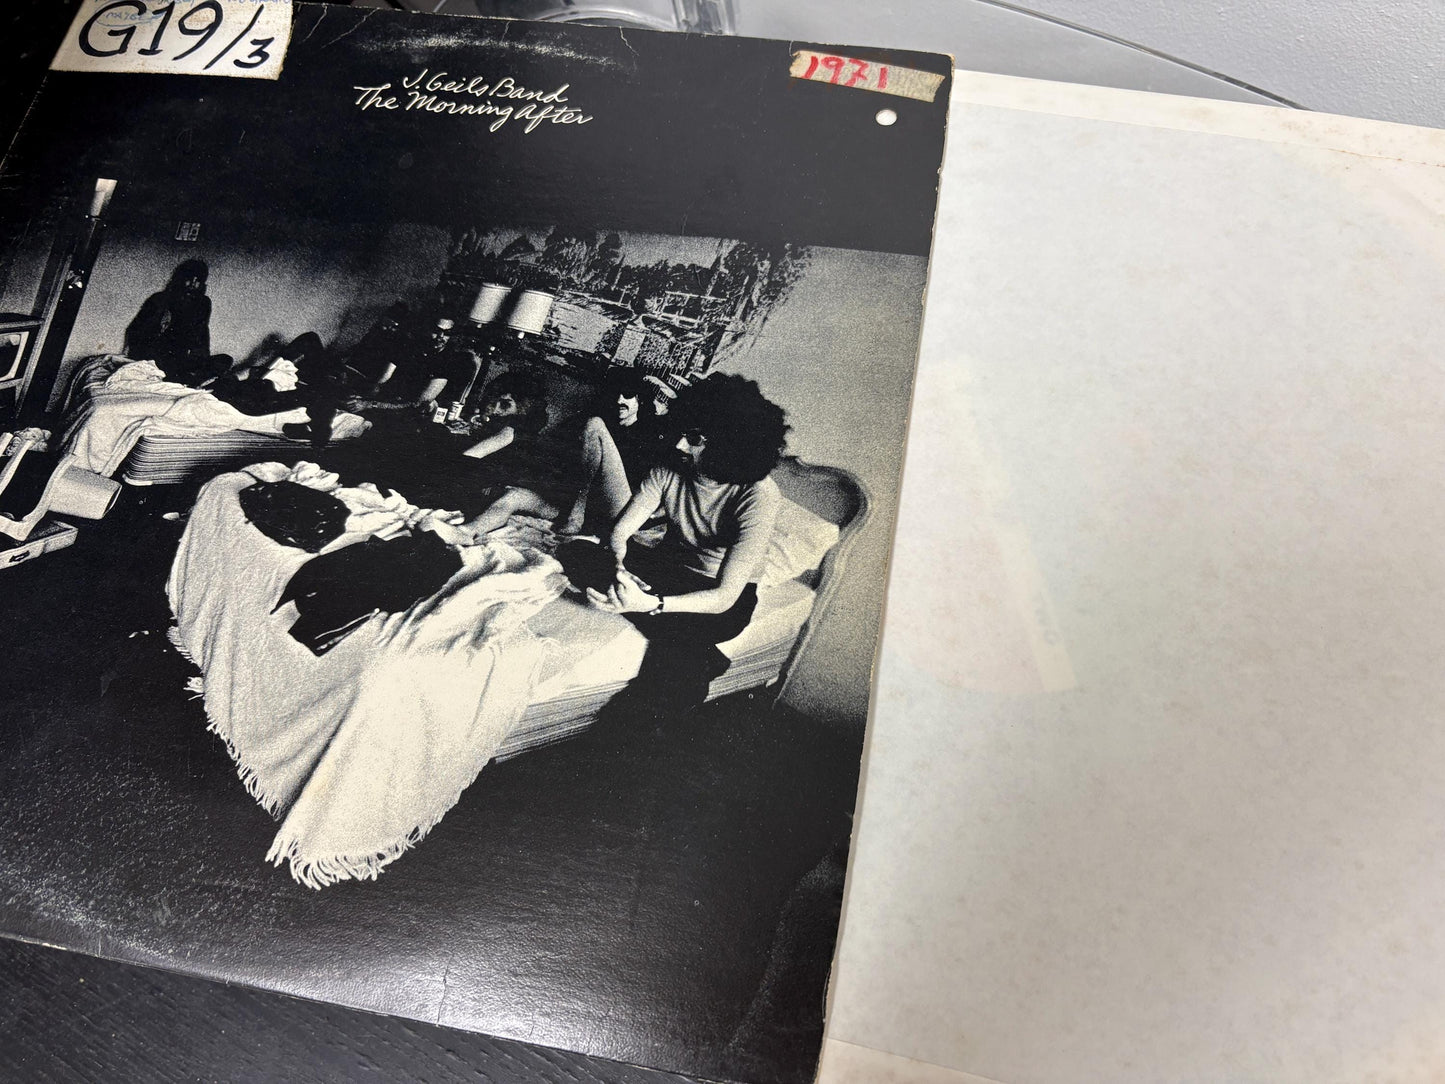 G19/3
1971
J. Geils Band
The Morning After